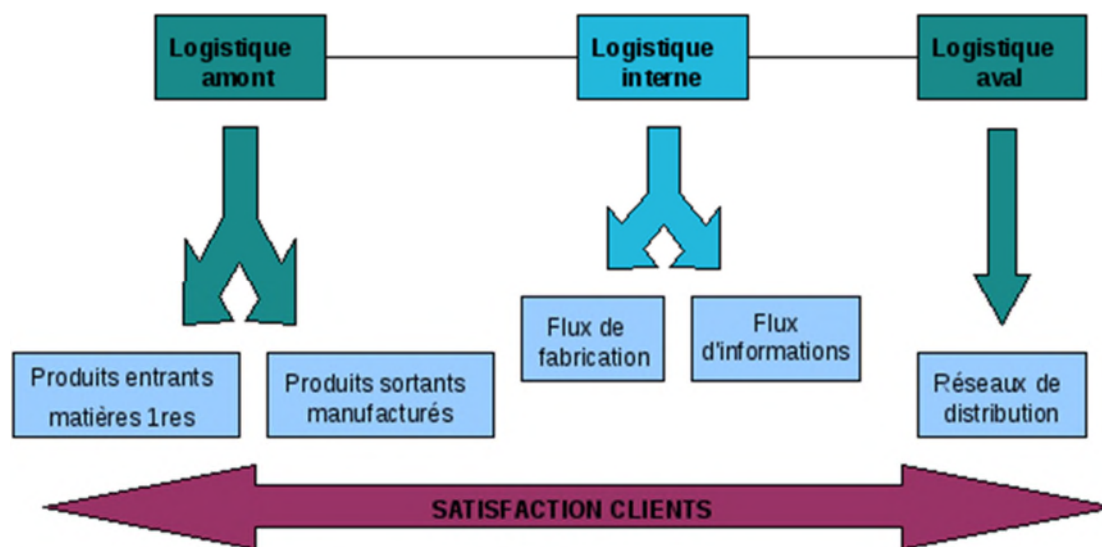 Logistique
amont
Logistique
interne
Logistique
aval
Flux de
fabrication
Flux
d'informations
Produits entrants
matières 1res
Produits sortants
manufacturés
Réseaux de
distribution
SATISFACTION CLIENTS